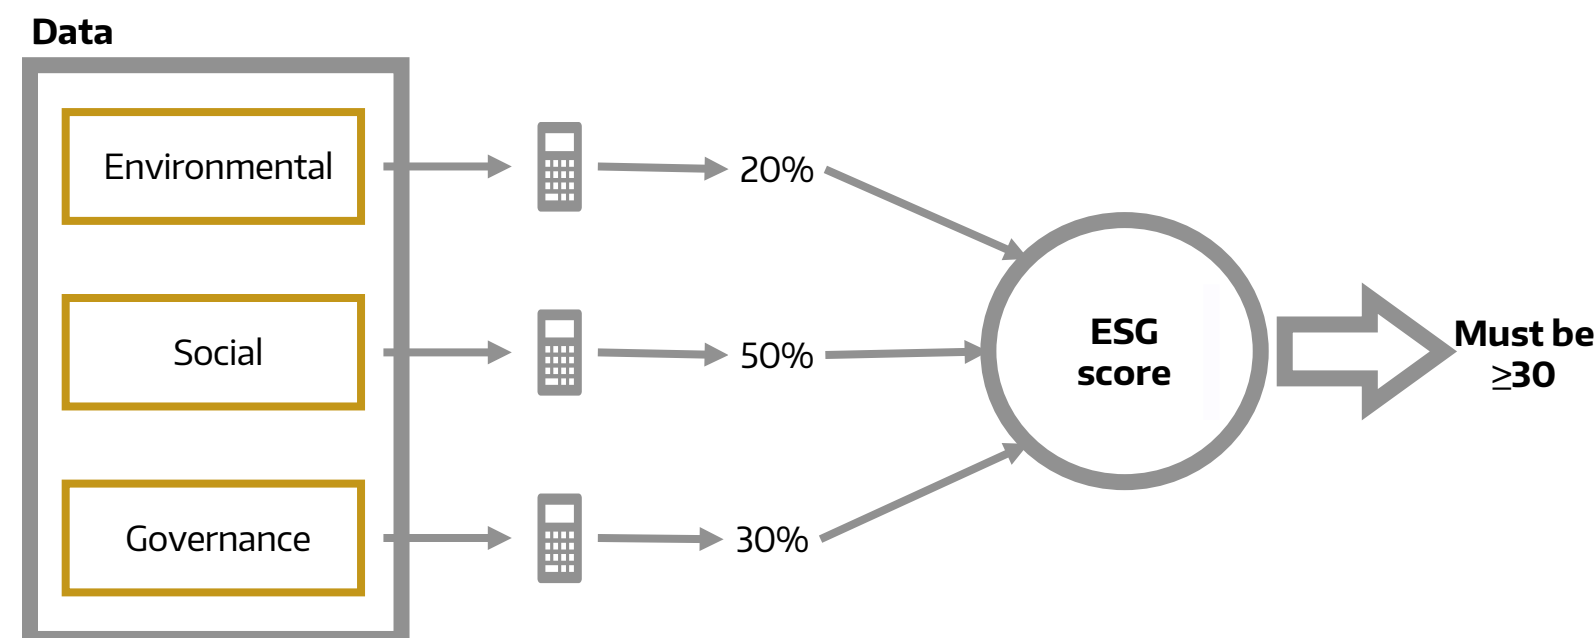 Data
Environmental
20%
Social
50%
Governance
30%
ESG
score
Must be
≥30